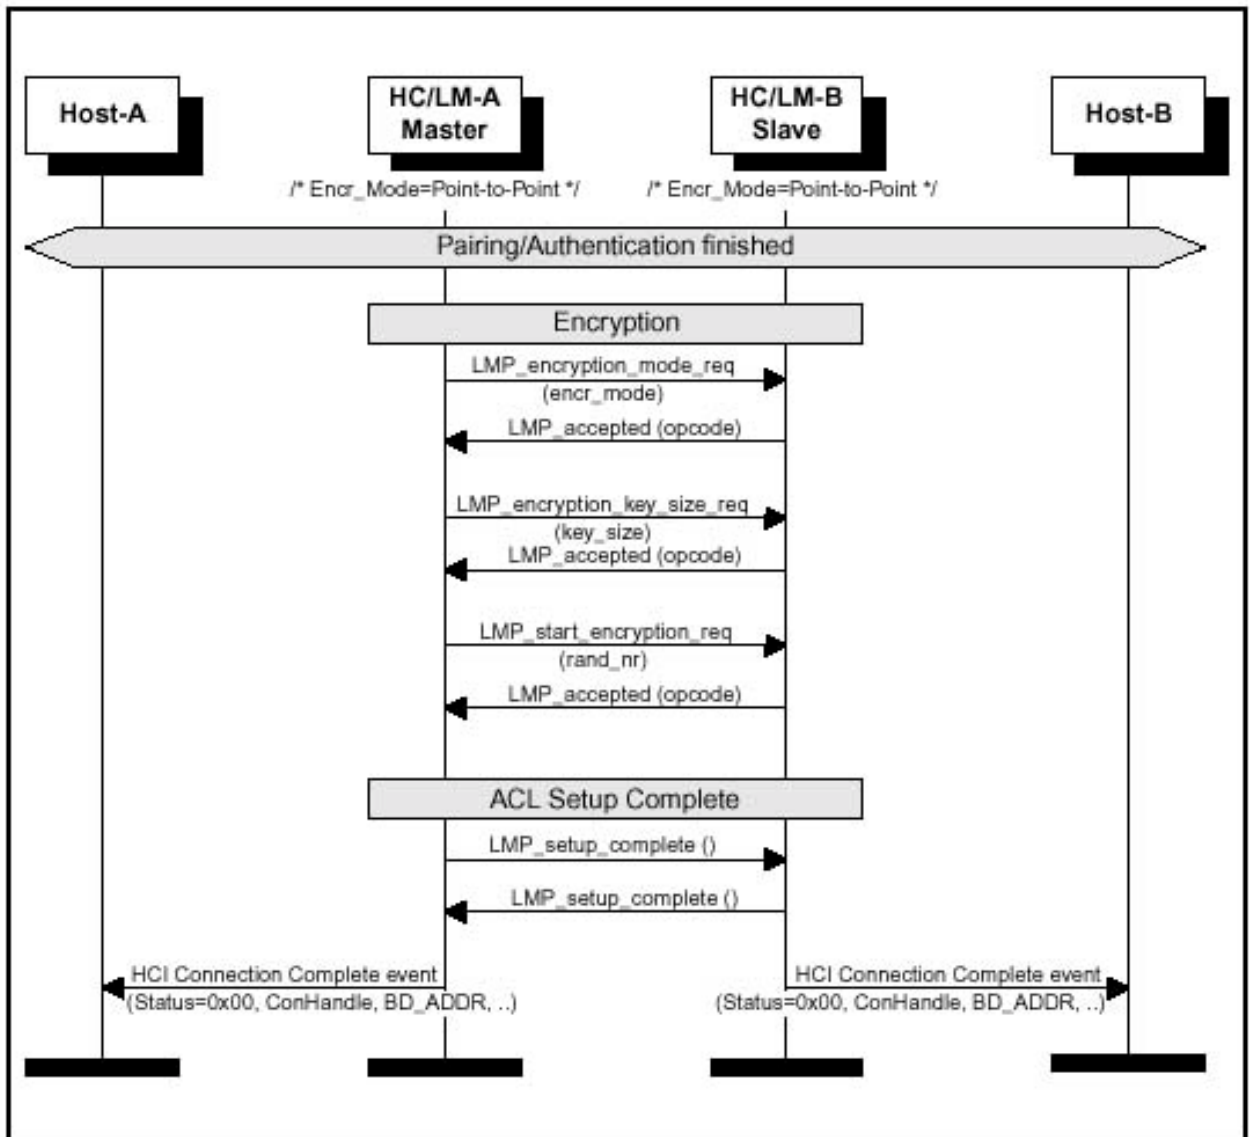 Host-A
HC/LM-A
Master
HC/LM-B
Slave
Host-B
/* Encr_Mode=Point-to-Point */
/* Encr_Mode=Point-to-Point */
Pairing/Authentication finished
Encryption
LMP_encryption_mode_req
(encr_mode)
LMP_accepted (opcode)
LMP_encryption_key_size_req
(key_size)
LMP_accepted (opcode)
LMP_start_encryption_req
(rand_nr)
LMP_accepted (opcode)
ACL Setup Complete
LMP_setup_complete ()
LMP_setup_complete ()
HCI Connection Complete event
(Status=0x00, ConHandle, BD_ADDR, ..)
HCI Connection Complete event
(Status=0x00, ConHandle, BD_ADDR, ..)